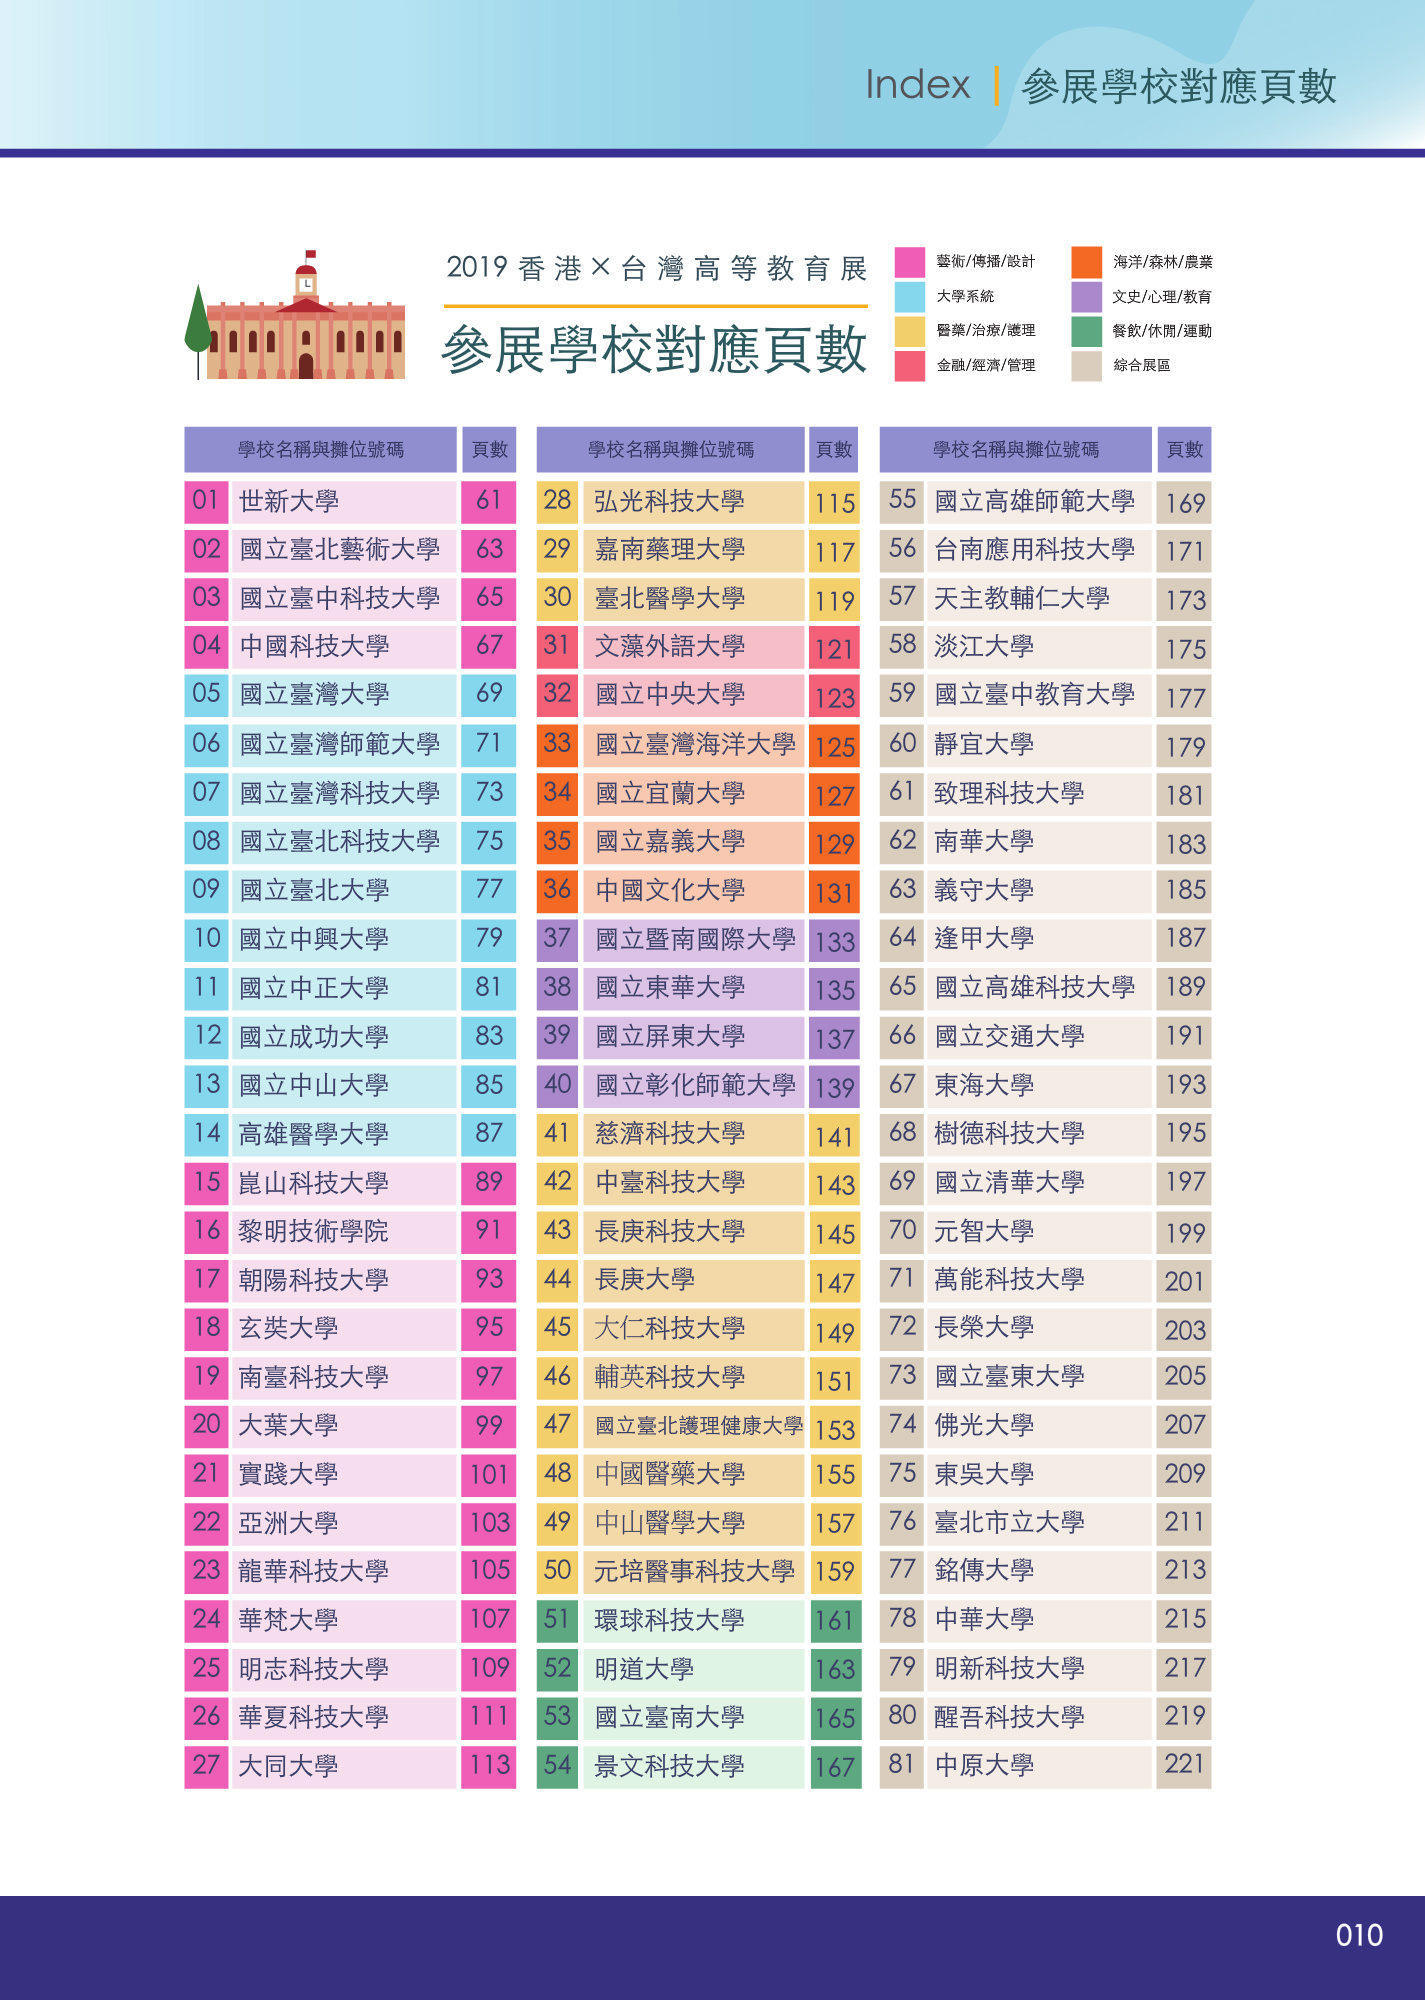 Index | 參展學校對應頁數
2019 香港×台灣高等教育展
參展學校對應頁數
藝術/傳播/設計
大學系統
醫藥/治療/護理
金融/經濟/管理
海洋/森林/農業
文史/心理/教育
餐飲/休閒/運動
綜合展區
學校名稱與攤位號碼 頁數
01 世新大學 61
02 國立臺北藝術大學 63
03 國立臺中科技大學 65
04 中國科技大學 67
05 國立臺灣大學 69
06 國立臺灣師範大學 71
07 國立臺灣科技大學 73
08 國立臺北科技大學 75
09 國立臺北大學 77
10 國立中興大學 79
11 國立中正大學 81
12 國立成功大學 83
13 國立中山大學 85
14 高雄醫學大學 87
15 崑山科技大學 89
16 黎明技術學院 91
17 朝陽科技大學 93
18 玄奘大學 95
19 南臺科技大學 97
20 大葉大學 99
21 實踐大學 101
22 亞洲大學 103
23 龍華科技大學 105
24 華梵大學 107
25 明志科技大學 109
26 華夏科技大學 111
27 大同大學 113
學校名稱與攤位號碼 頁數
28 弘光科技大學 115
29 嘉南藥理大學 117
30 臺北醫學大學 119
31 文藻外語大學 121
32 國立中央大學 123
33 國立臺灣海洋大學 125
34 國立宜蘭大學 127
35 國立嘉義大學 129
36 中國文化大學 131
37 國立暨南國際大學 133
38 國立東華大學 135
39 國立屏東大學 137
40 國立彰化師範大學 139
41 慈濟科技大學 141
42 中臺科技大學 143
43 長庚科技大學 145
44 長庚大學 147
45 大仁科技大學 149
46 輔英科技大學 151
47 國立臺北護理健康大學 153
48 中國醫藥大學 155
49 中山醫學大學 157
50 元培醫事科技大學 159
51 環球科技大學 161
52 明道大學 163
53 國立臺南大學 165
54 景文科技大學 167
學校名稱與攤位號碼 頁數
55 國立高雄師範大學 169
56 台南應用科技大學 171
57 天主教輔仁大學 173
58 淡江大學 175
59 國立臺中教育大學 177
60 靜宜大學 179
61 致理科技大學 181
62 南華大學 183
63 義守大學 185
64 逢甲大學 187
65 國立高雄科技大學 189
66 國立交通大學 191
67 東海大學 193
68 樹德科技大學 195
69 國立清華大學 197
70 元智大學 199
71 萬能科技大學 201
72 長榮大學 203
73 國立臺東大學 205
74 佛光大學 207
75 東吳大學 209
76 臺北市立大學 211
77 銘傳大學 213
78 中華大學 215
79 明新科技大學 217
80 醒吾科技大學 219
81 中原大學 221
010